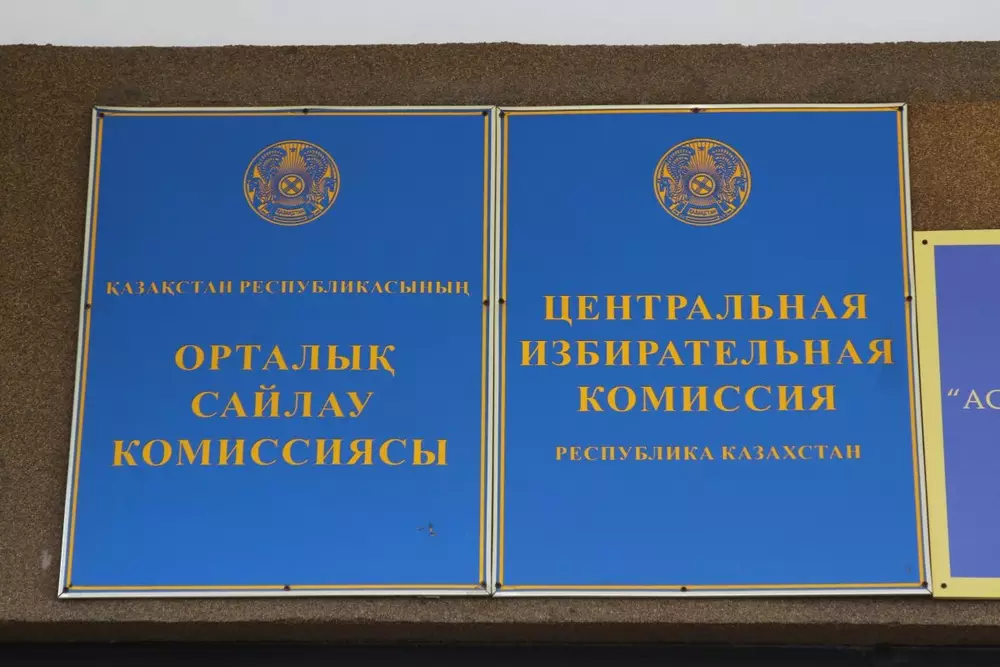 ҚАЗАҚСТАН РЕСПУБЛИКАСЫНЫҢ
ОРТАЛЫҚ
САЙЛАУ
КОМИССИЯСЫ
ЦЕНТРАЛЬНАЯ
ИЗБИРАТЕЛЬНАЯ
КОМИССИЯ
РЕСПУБЛИКА КАЗАХСТАН